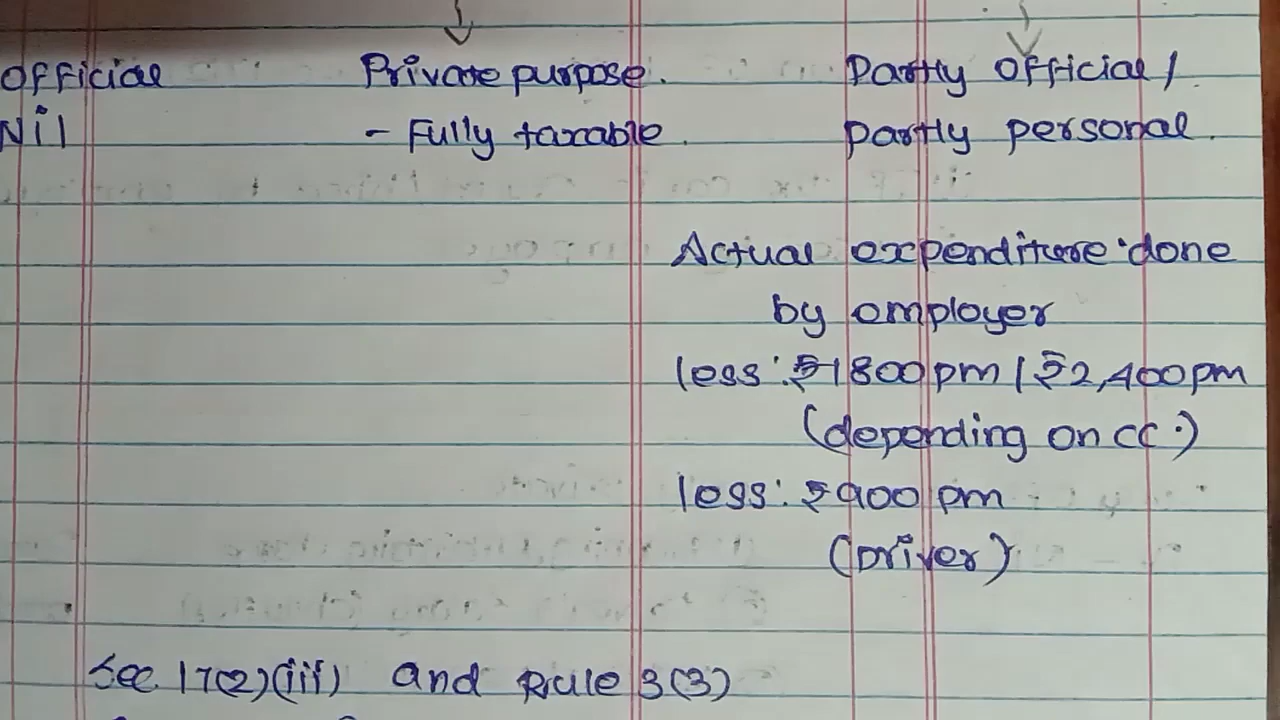 official Private purpose. Partly official /
Nil - Fully taxable. partly personal.
Actual expenditure done
by employer
less: ₹1800 pm / ₹2,400 pm
(depending on cc.)
less: ₹900 pm
(Driver)
Sec 17(2)(iii) and Rule 3(3)